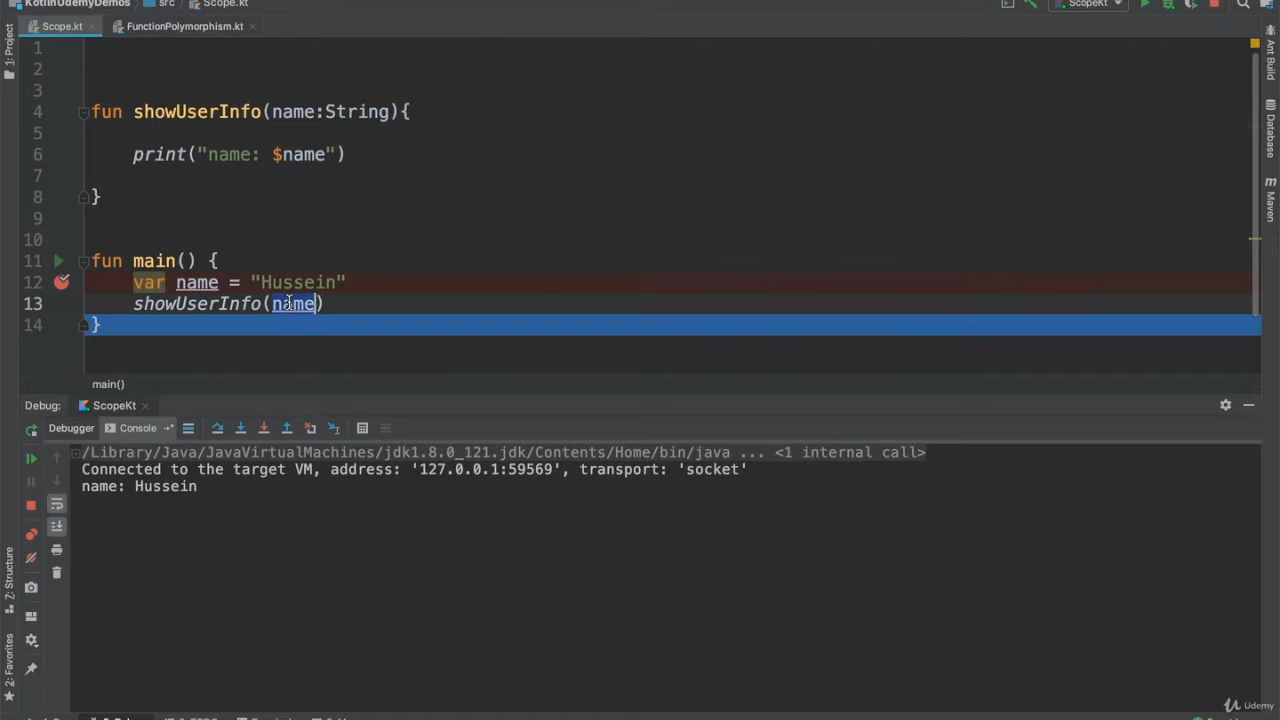 KotlinUdemyDemos src Scope.kt ScopeKt
Scope.kt FunctionPolymorphism.kt
1: Project
Ant Build
Database
Maven
1
2
3
4 fun showUserInfo(name:String){
5
6 print("name: $name")
7
8 }
9
10
11 fun main() {
12 var name = "Hussein"
13 showUserInfo(name)
14 }
main()
Debug: ScopeKt
Debugger Console
/Library/Java/JavaVirtualMachines/jdk1.8.0_121.jdk/Contents/Home/bin/java ... <1 internal call>
Connected to the target VM, address: '127.0.0.1:59569', transport: 'socket'
name: Hussein
Z: Structure
2: Favorites
Udemy